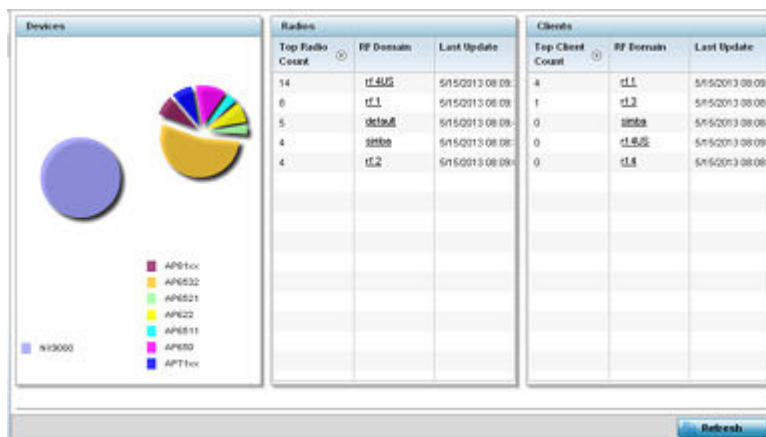 Devices
AP81xx
AP6532
AP6521
AP622
AP6511
AP650
AP71xx
NX9000
Radios
Top Radio Count RF Domain Last Update
14 rf.4US 5/15/2013 08:09:
8 rf.1 5/15/2013 08:09:
5 default 5/15/2013 08:09:
4 simba 5/15/2013 08:08:
4 rf.2 5/15/2013 08:09:
Clients
Top Client Count RF Domain Last Update
4 rf.1 5/15/2013 08:09
1 rf.3 5/15/2013 08:08
0 simba 5/15/2013 08:08
0 rf.4US 5/15/2013 08:09
0 rf.4 5/15/2013 08:08
Refresh